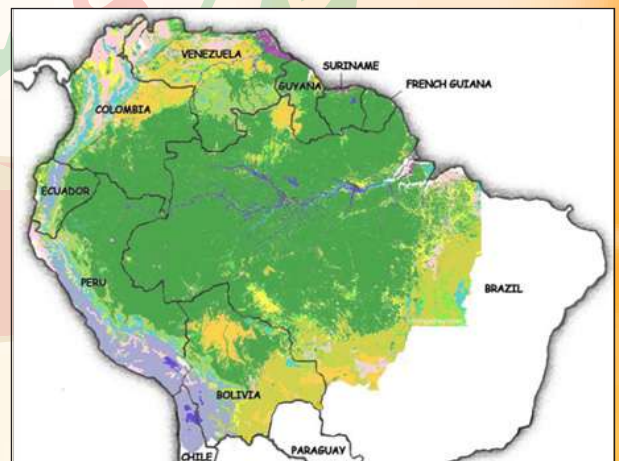 VENEZUELA
SURINAME
GUYANA
FRENCH GUIANA
COLOMBIA
ECUADOR
PERU
BRAZIL
BOLIVIA
CHILE
PARAGUAY